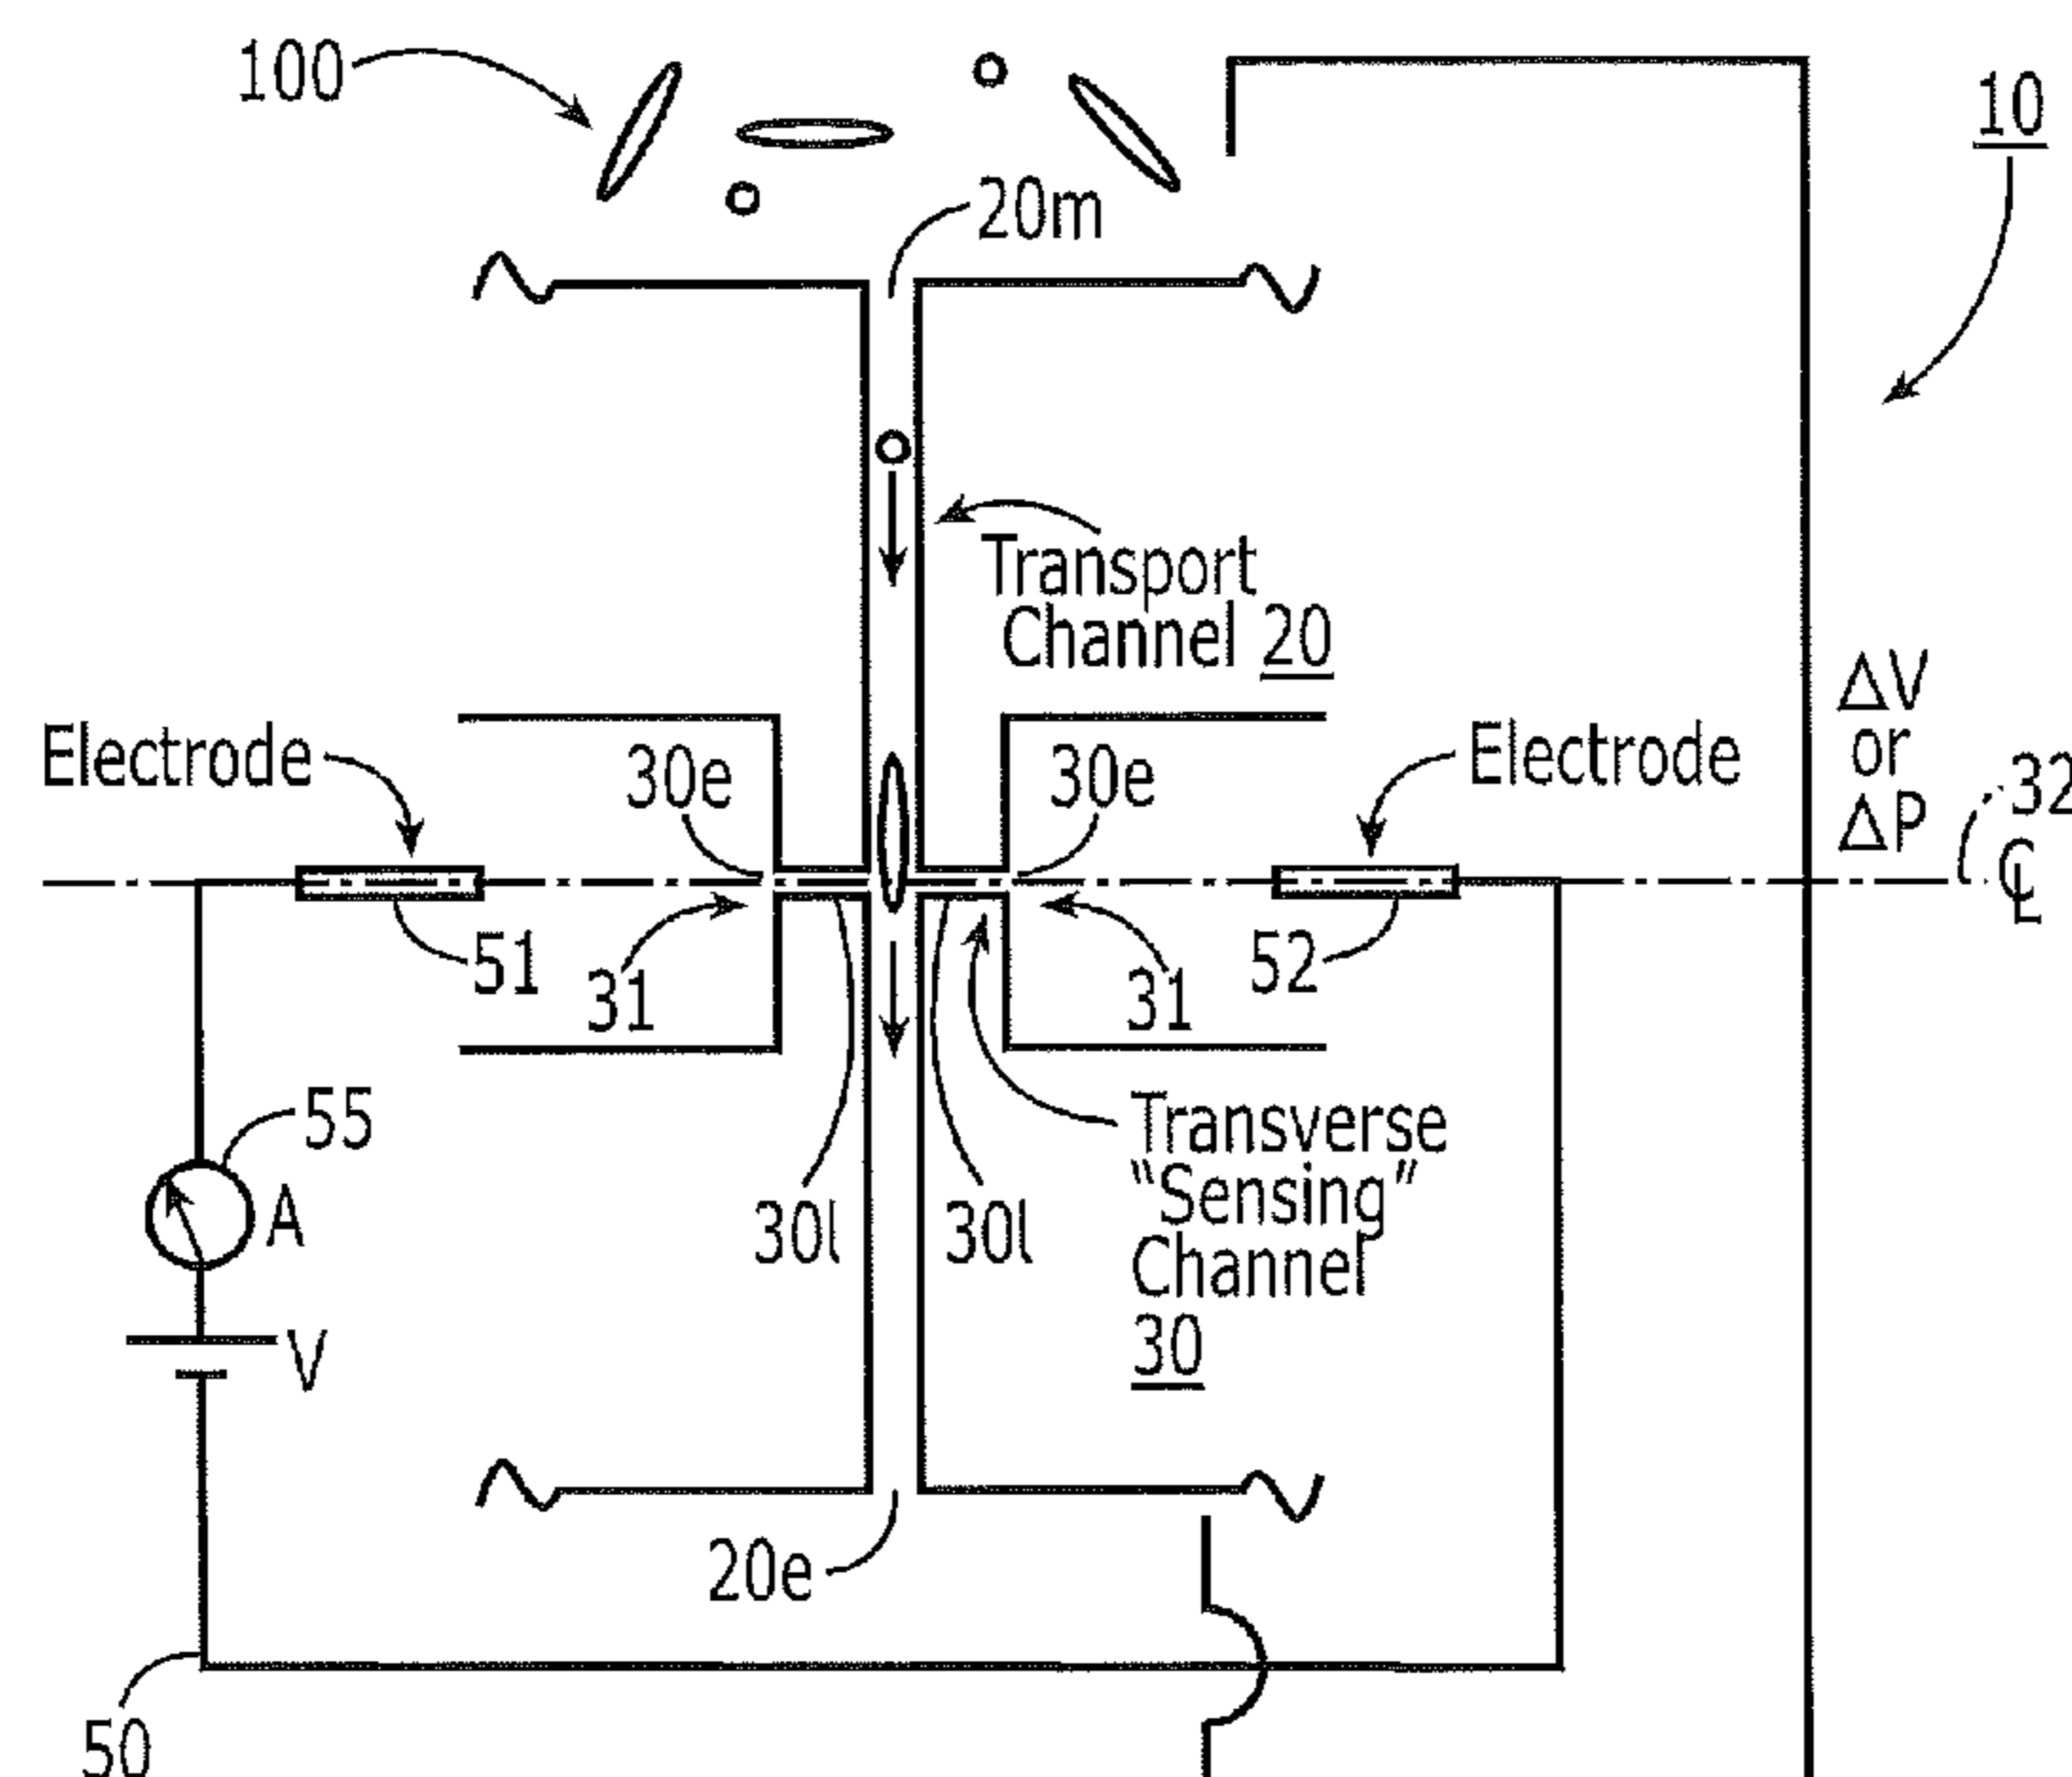 100
10
20m
Transport
Channel 20
ΔV
or
ΔP
32
℄
Electrode
30e
30e
Electrode
51
31
31
52
55
A
V
30l
30l
Transverse
"Sensing"
Channel
30
20e
50